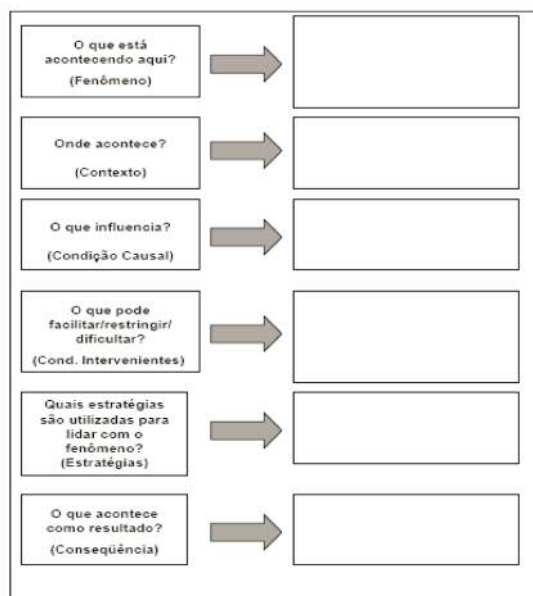 O que está
acontecendo aqui?
(Fenômeno)
Onde acontece?
(Contexto)
O que influencia?
(Condição Causal)
O que pode
facilitar/restringir/
dificultar?
(Cond. Intervenientes)
Quais estratégias
são utilizadas para
lidar com o
fenômeno?
(Estratégias)
O que acontece
como resultado?
(Conseqüência)